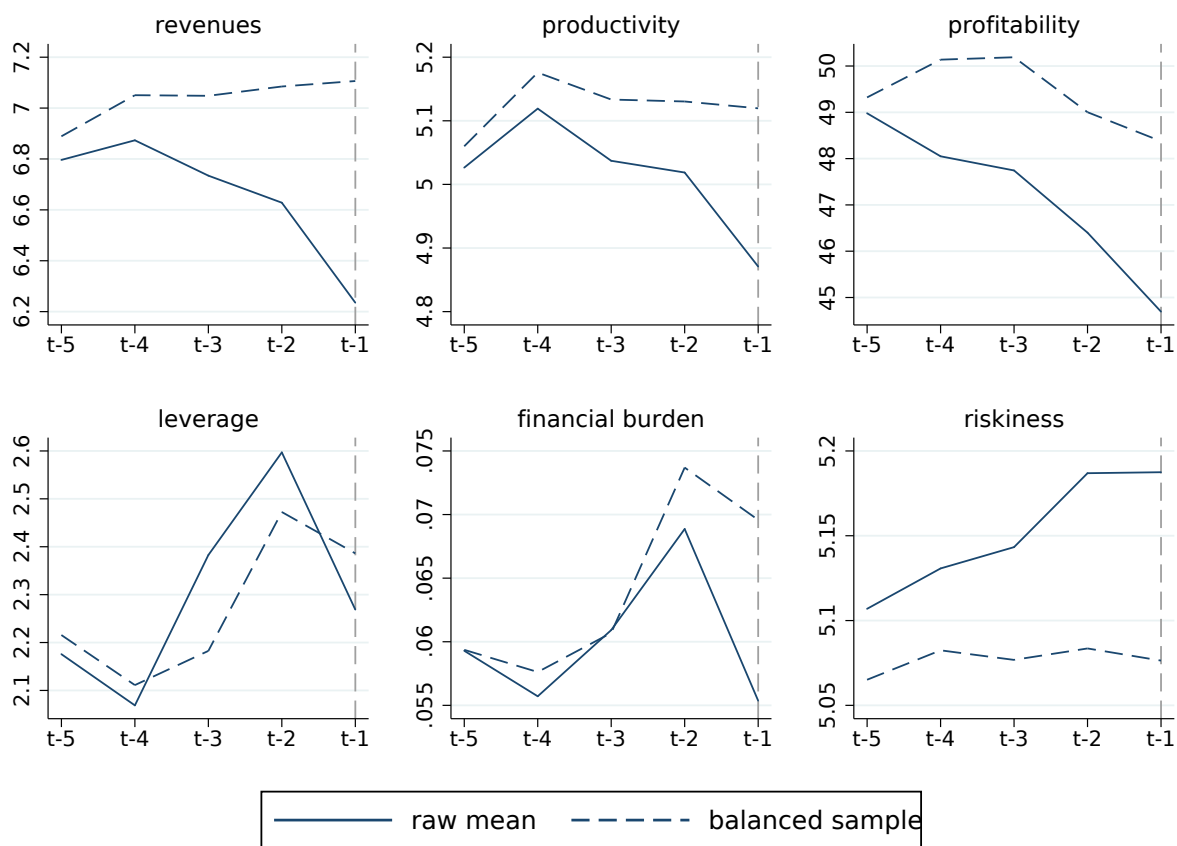 revenues
7.2
7
6.8
6.6
6.4
6.2
t-5 t-4 t-3 t-2 t-1
productivity
5.2
5.1
5
4.9
4.8
t-5 t-4 t-3 t-2 t-1
profitability
50
49
48
47
46
45
t-5 t-4 t-3 t-2 t-1
leverage
2.6
2.5
2.4
2.3
2.2
2.1
t-5 t-4 t-3 t-2 t-1
financial burden
.075
.07
.065
.06
.055
t-5 t-4 t-3 t-2 t-1
riskiness
5.2
5.15
5.1
5.05
t-5 t-4 t-3 t-2 t-1
raw mean balanced sample